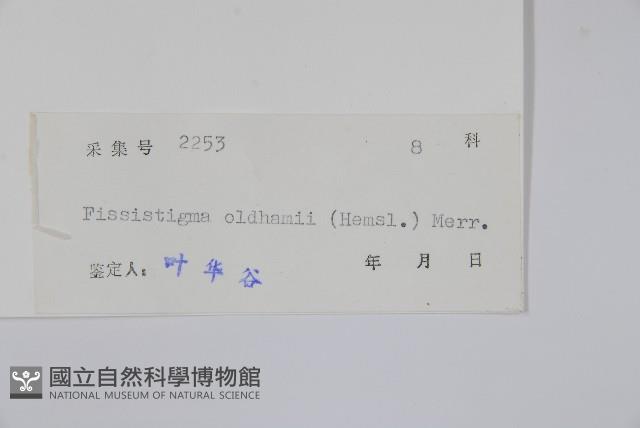 采集号 2253 8 科
Fissistigma oldhamii (Hemsl.) Merr.
鉴定人: 叶华谷 年 月 日
國立自然科學博物館
NATIONAL MUSEUM OF NATURAL SCIENCE